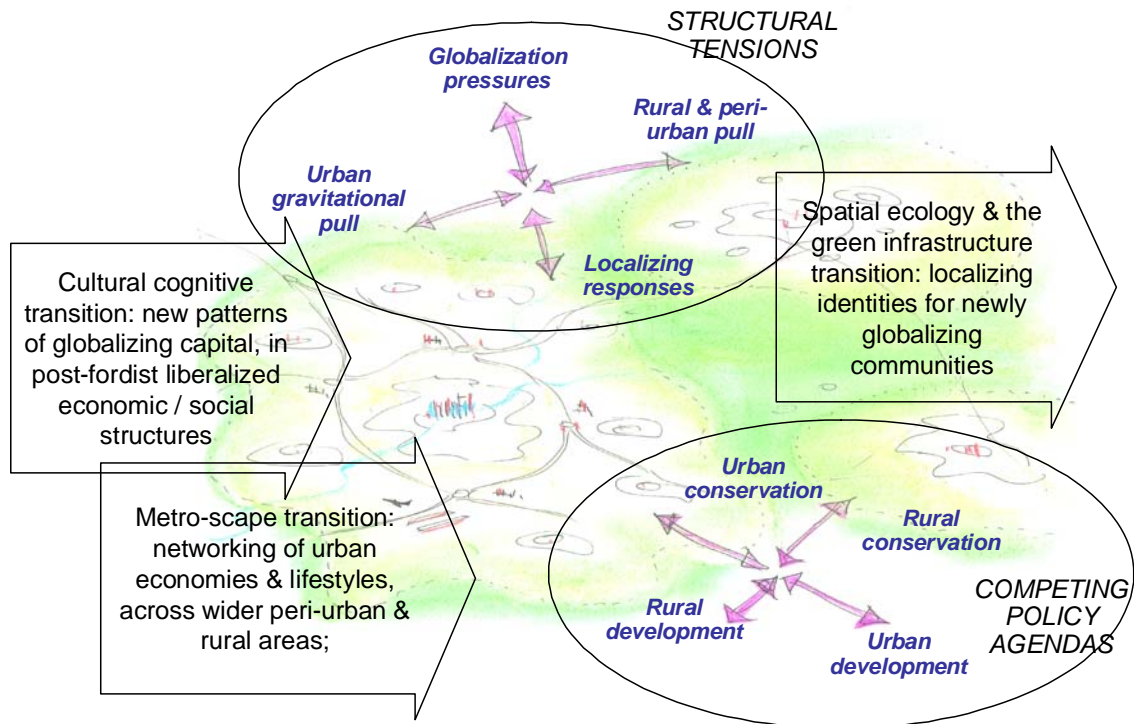 STRUCTURAL
TENSIONS
Globalization
pressures
Rural & peri-
urban pull
Urban
gravitational
pull
Localizing
responses
Cultural cognitive
transition: new patterns
of globalizing capital, in
post-fordist liberalized
economic / social
structures
Spatial ecology & the
green infrastructure
transition: localizing
identities for newly
globalizing
communities
Metro-scape transition:
networking of urban
economies & lifestyles,
across wider peri-urban &
rural areas;
Urban
conservation
Rural
conservation
Rural
development
Urban
development
COMPETING
POLICY
AGENDAS